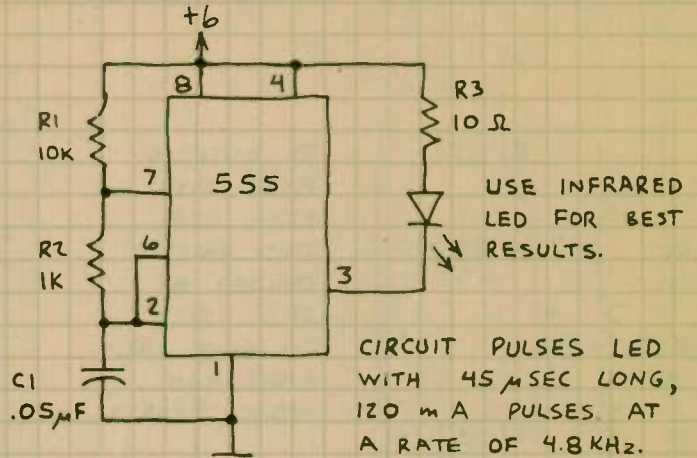 +6
8
4
R1
10K
R3
10 Ω
7
555
USE INFRARED
LED FOR BEST
RESULTS.
R2
1K
6
3
2
C1
.05µF
1
CIRCUIT PULSES LED
WITH 45 µSEC LONG,
120 mA PULSES AT
A RATE OF 4.8 KHz.